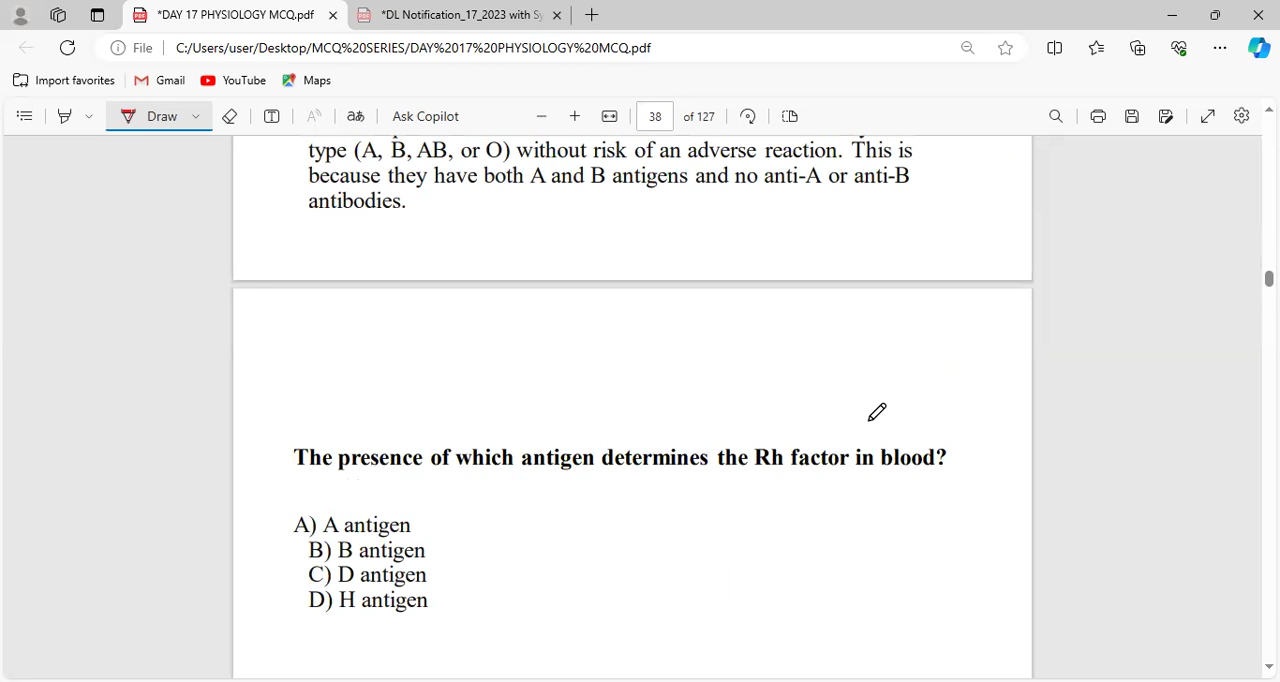 *DAY 17 PHYSIOLOGY MCQ.pdf
*DL Notification_17_2023 with Sy
File C:/Users/user/Desktop/MCQ%20SERIES/DAY%2017%20PHYSIOLOGY%20MCQ.pdf
Import favorites Gmail YouTube Maps
Draw aあ Ask Copilot 38 of 127
type (A, B, AB, or O) without risk of an adverse reaction. This is
because they have both A and B antigens and no anti-A or anti-B
antibodies.
The presence of which antigen determines the Rh factor in blood?
A) A antigen
B) B antigen
C) D antigen
D) H antigen